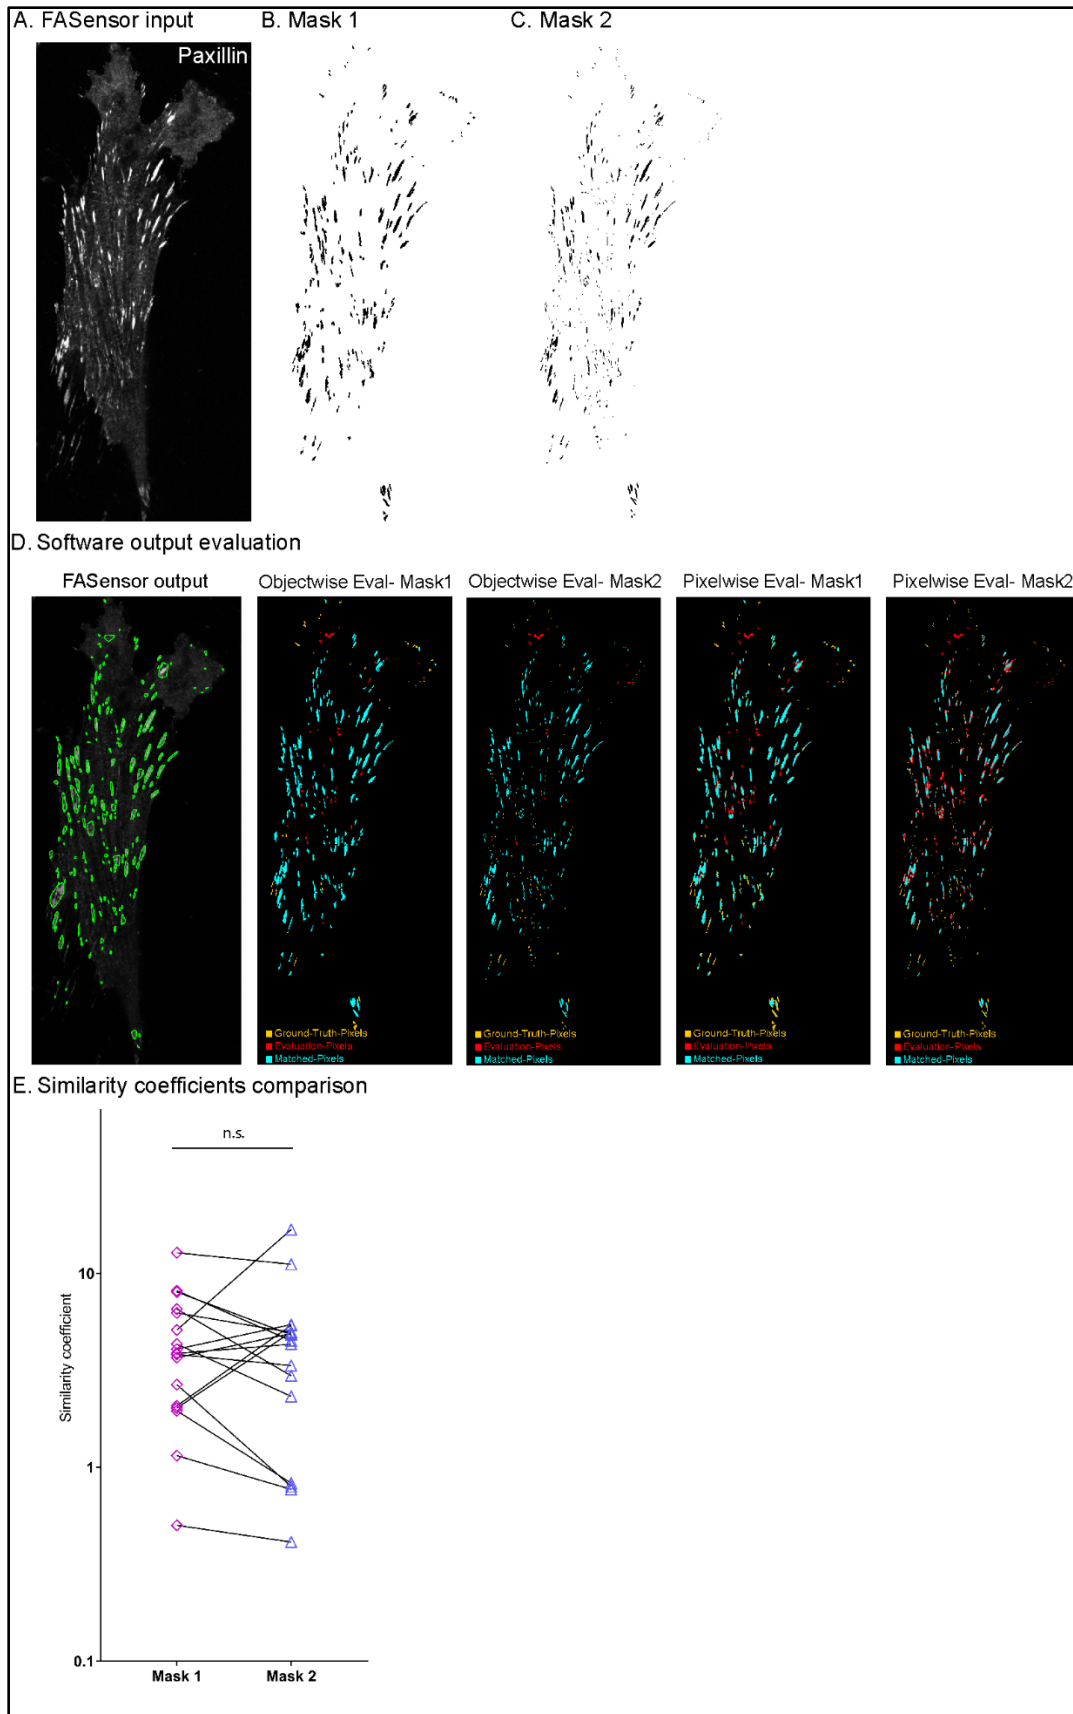 A. FASensor input
B. Mask 1
C. Mask 2
Paxillin
D. Software output evaluation
FASensor output
Objectwise Eval- Mask1
Objectwise Eval- Mask2
Pixelwise Eval- Mask1
Pixelwise Eval- Mask2
Ground-Truth-Pixels
Evaluation-Pixels
Matched-Pixels
Ground-Truth-Pixels
Evaluation-Pixels
Matched-Pixels
Ground-Truth-Pixels
Evaluation-Pixels
Matched-Pixels
Ground-Truth-Pixels
Evaluation-Pixels
Matched-Pixels
E. Similarity coefficients comparison
n.s.
10
1
0.1
Similarity coefficient
Mask 1
Mask 2